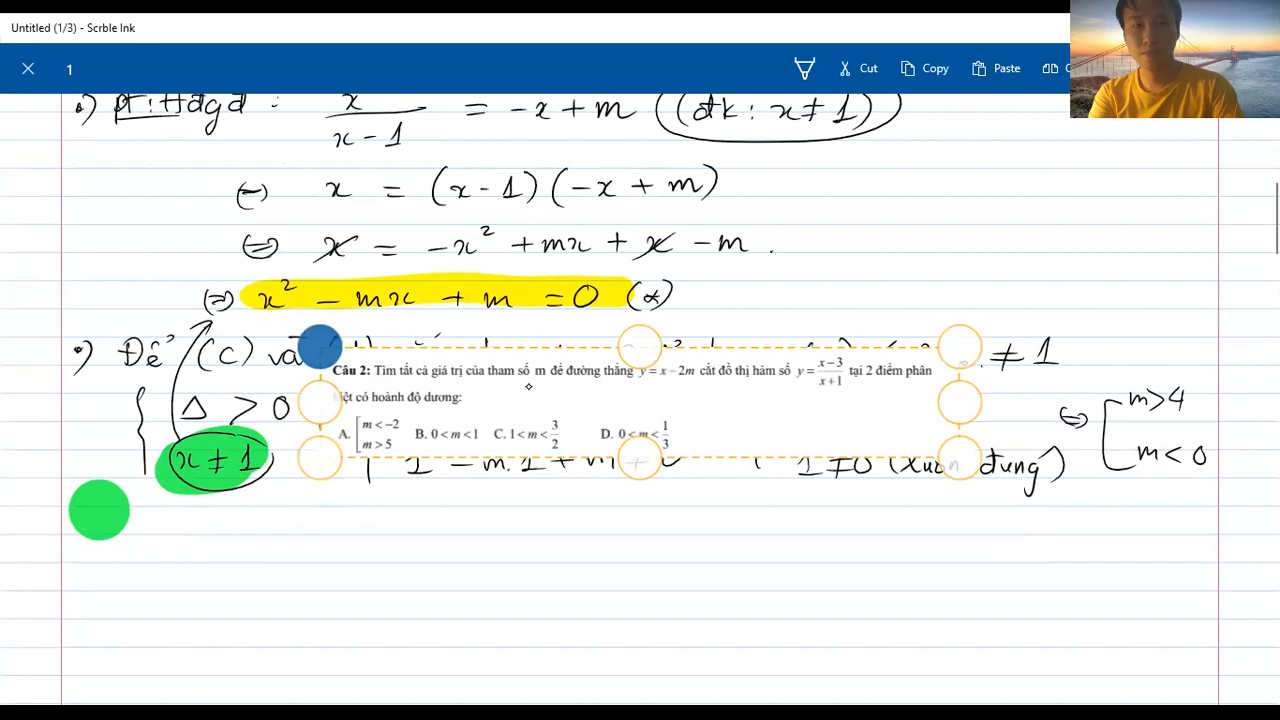 Untitled (1/3) - Scrble Ink
1 Cut Copy Paste
x/(x-1) = -x + m (đk: x ≠ 1)
⇔ x = (x-1)(-x + m)
⇔ x = -x² + mx + x - m.
⇔ x² - mx + m = 0 (*)
•) Để (C) và ≠ 1
Câu 2: Tìm tất cả giá trị của tham số m để đường thẳng y = x - 2m cắt đồ thị hàm số y = (x-3)/(x+1) tại 2 điểm phân
có hoành độ dương:
A. [m < -2 m > 5 B. 0 < m < 1 C. 1 < m < 3/2 D. 0 < m < 1/3
{ Δ > 0 ⇔ [ m > 4
x ≠ 1 1 ≠ 0 đúng) m < 0